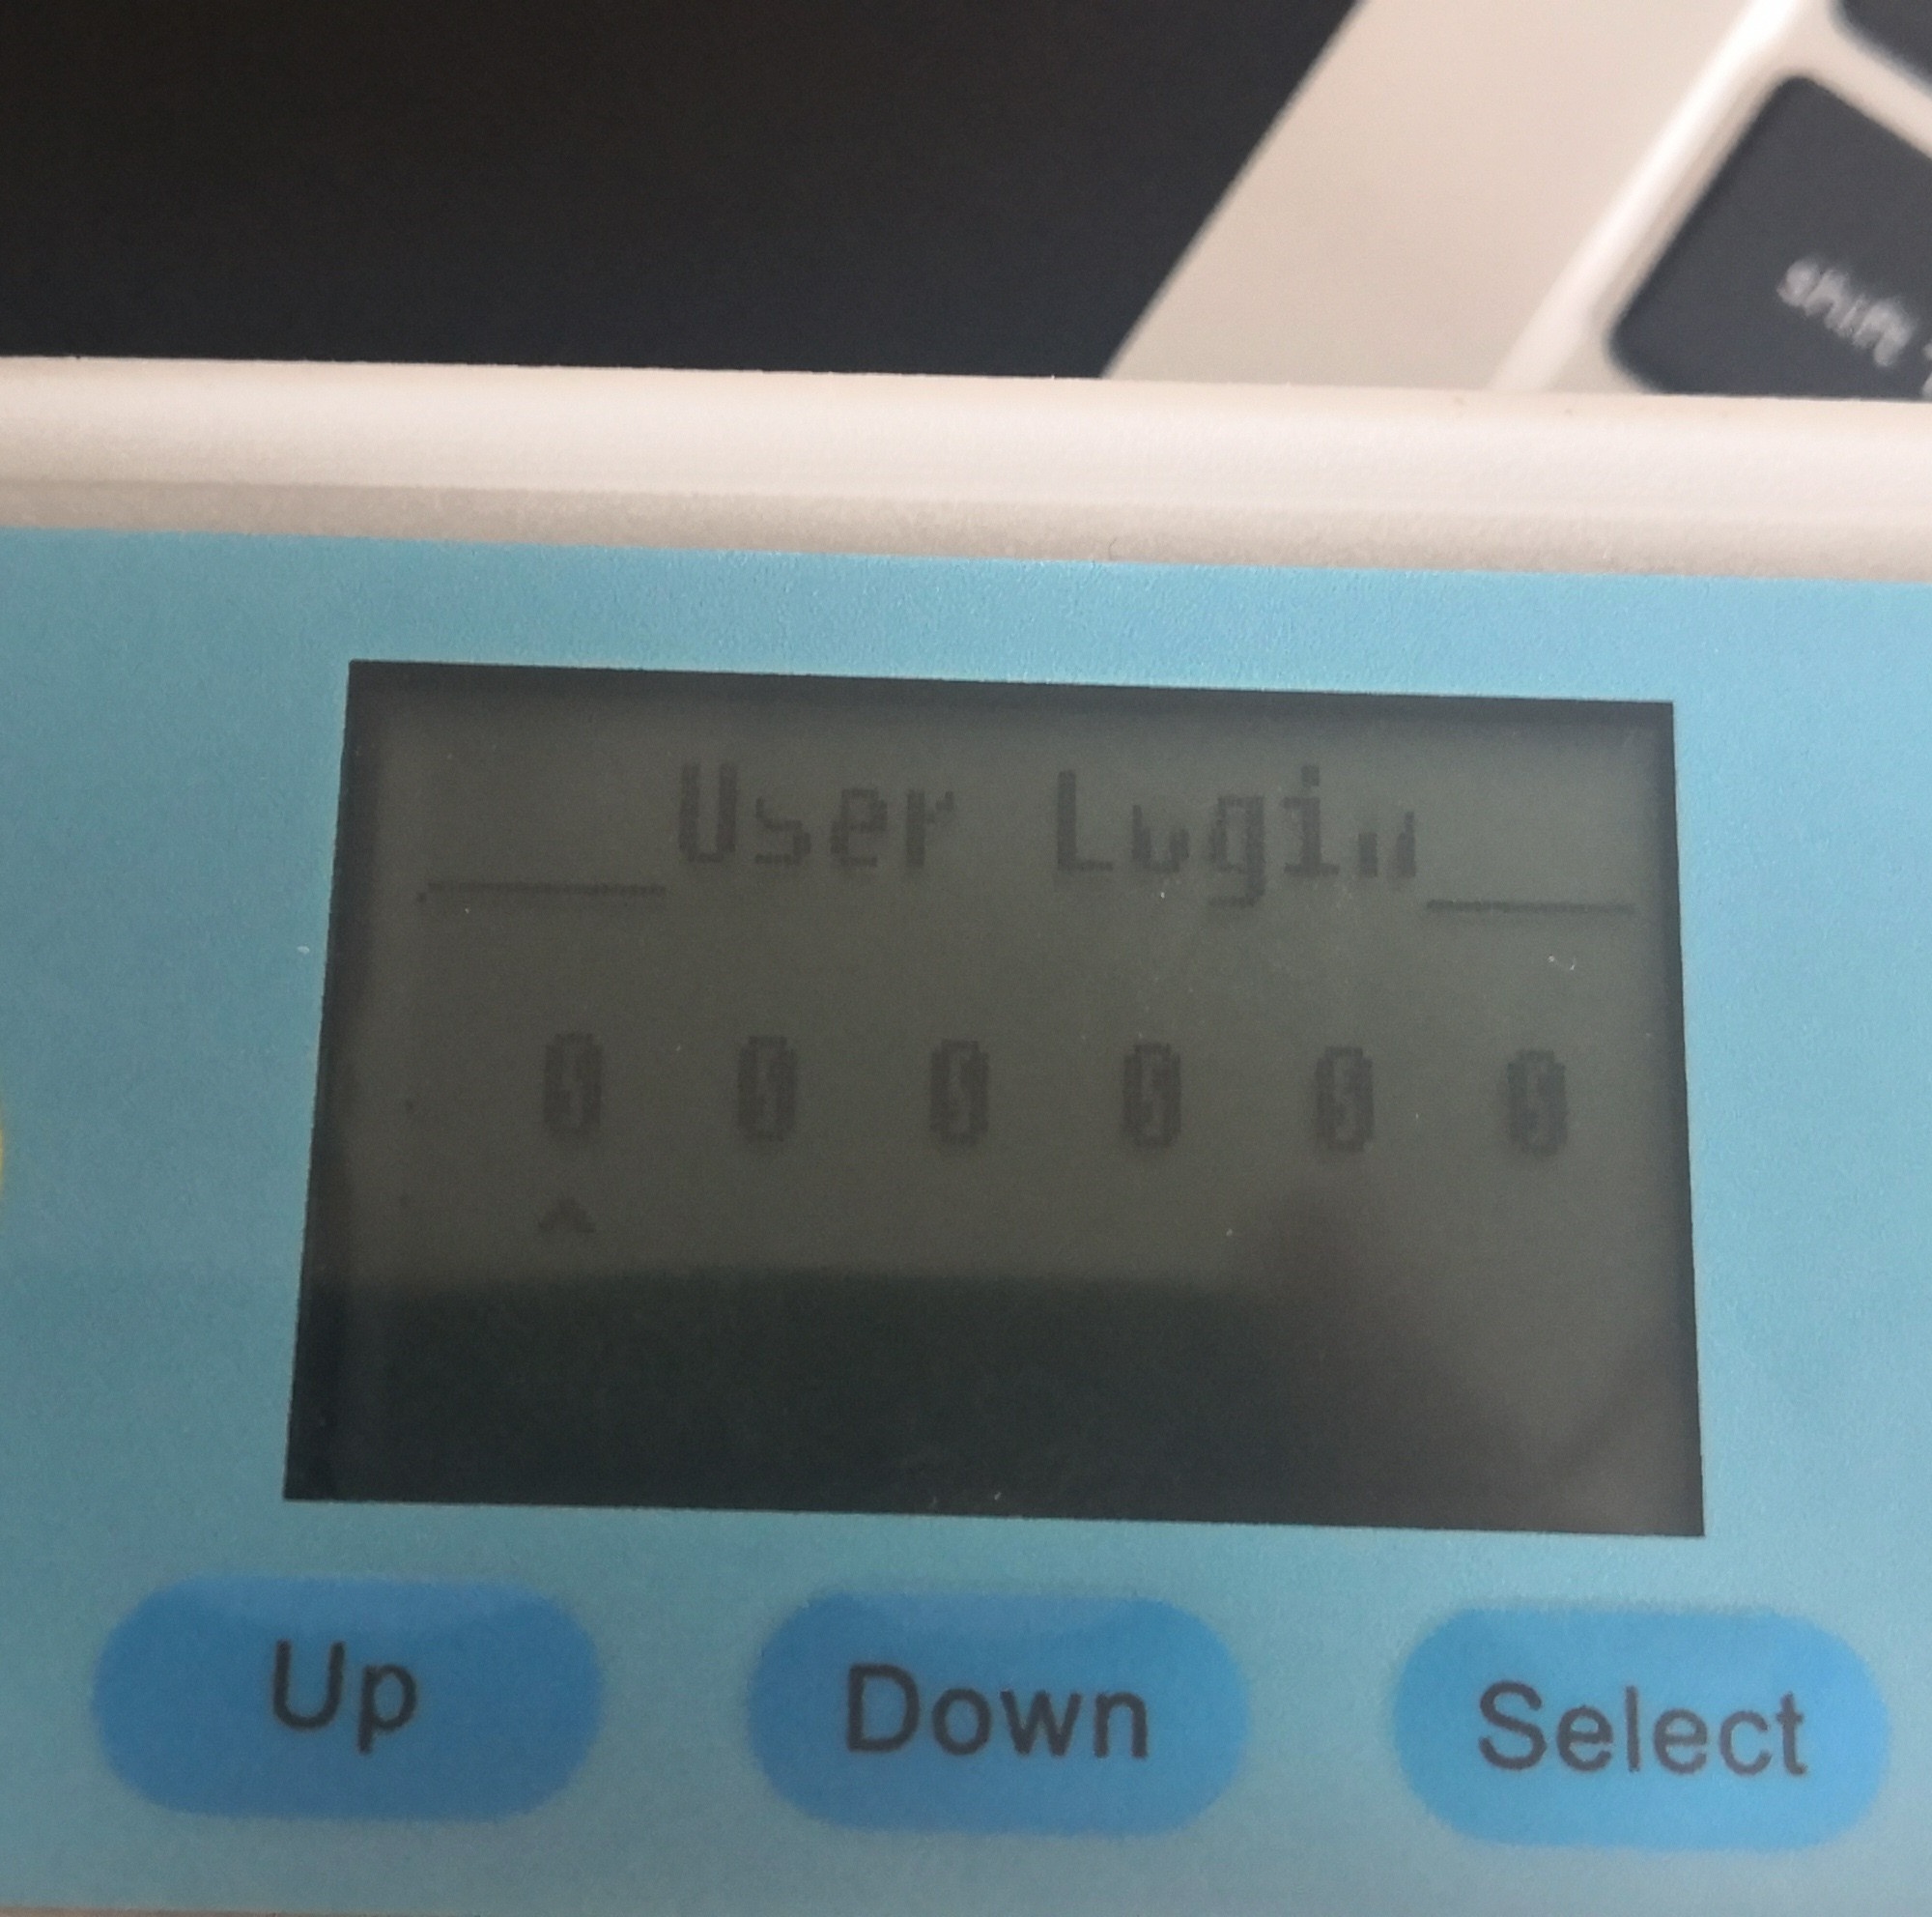 shift
User Login
0 0 0 0 0 0
^
Up Down Select